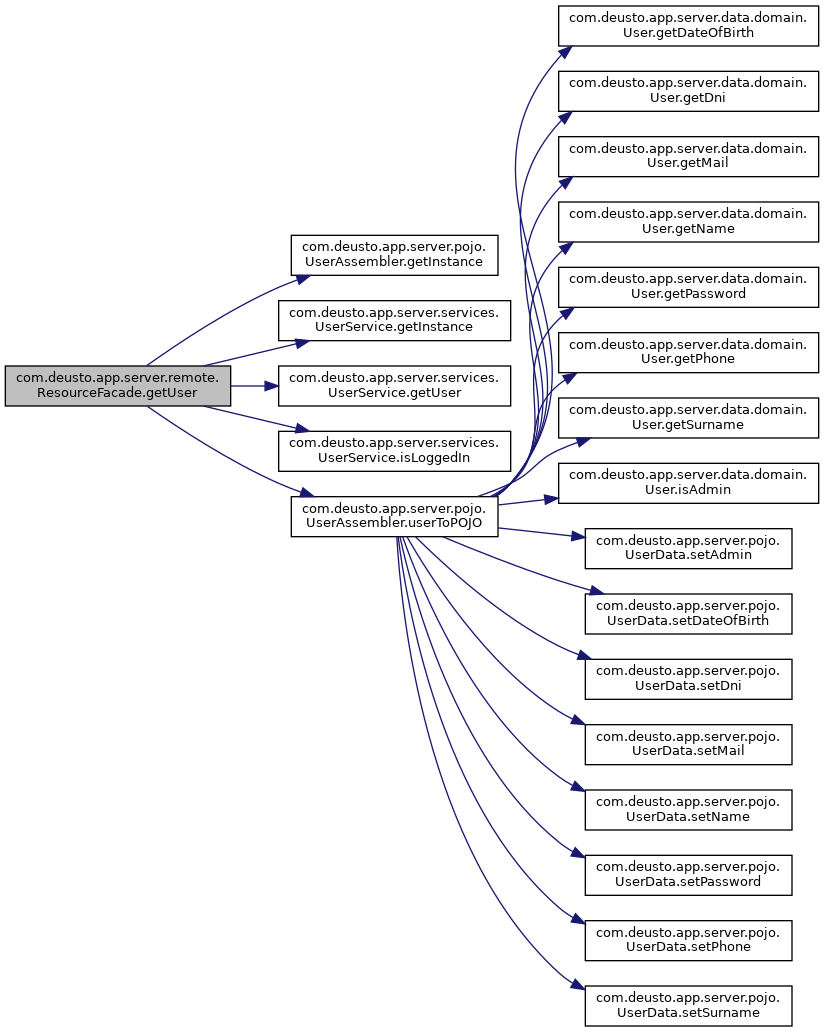 com.deusto.app.server.remote.
ResourceFacade.getUser
com.deusto.app.server.pojo.
UserAssembler.getInstance
com.deusto.app.server.services.
UserService.getInstance
com.deusto.app.server.services.
UserService.getUser
com.deusto.app.server.services.
UserService.isLoggedIn
com.deusto.app.server.pojo.
UserAssembler.userToPOJO
com.deusto.app.server.data.domain.
User.getDateOfBirth
com.deusto.app.server.data.domain.
User.getDni
com.deusto.app.server.data.domain.
User.getMail
com.deusto.app.server.data.domain.
User.getName
com.deusto.app.server.data.domain.
User.getPassword
com.deusto.app.server.data.domain.
User.getPhone
com.deusto.app.server.data.domain.
User.getSurname
com.deusto.app.server.data.domain.
User.isAdmin
com.deusto.app.server.pojo.
UserData.setAdmin
com.deusto.app.server.pojo.
UserData.setDateOfBirth
com.deusto.app.server.pojo.
UserData.setDni
com.deusto.app.server.pojo.
UserData.setMail
com.deusto.app.server.pojo.
UserData.setName
com.deusto.app.server.pojo.
UserData.setPassword
com.deusto.app.server.pojo.
UserData.setPhone
com.deusto.app.server.pojo.
UserData.setSurname